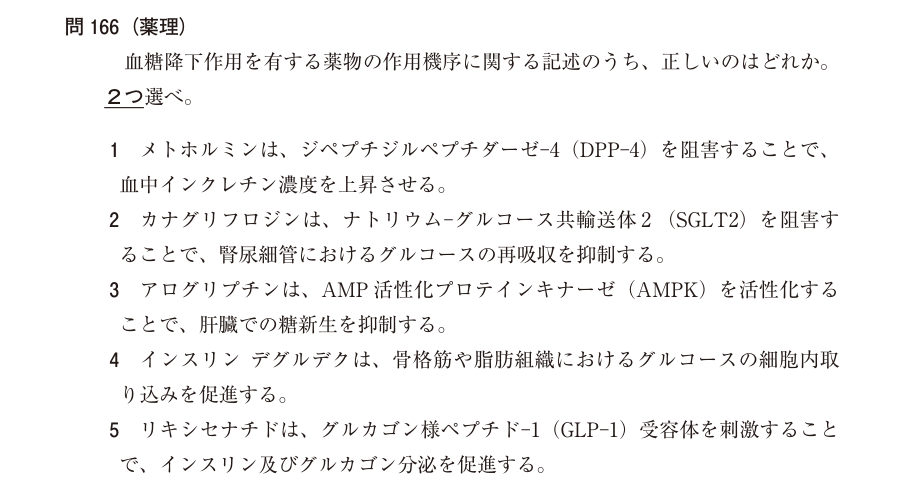 問 166（薬理）
血糖降下作用を有する薬物の作用機序に関する記述のうち、正しいのはどれか。
２つ選べ。
1 メトホルミンは、ジペプチジルペプチダーゼ-4（DPP-4）を阻害することで、
血中インクレチン濃度を上昇させる。
2 カナグリフロジンは、ナトリウム-グルコース共輸送体２（SGLT2）を阻害す
ることで、腎尿細管におけるグルコースの再吸収を抑制する。
3 アログリプチンは、AMP 活性化プロテインキナーゼ（AMPK）を活性化する
ことで、肝臓での糖新生を抑制する。
4 インスリン デグルデクは、骨格筋や脂肪組織におけるグルコースの細胞内取
り込みを促進する。
5 リキシセナチドは、グルカゴン様ペプチド-1（GLP-1）受容体を刺激すること
で、インスリン及びグルカゴン分泌を促進する。